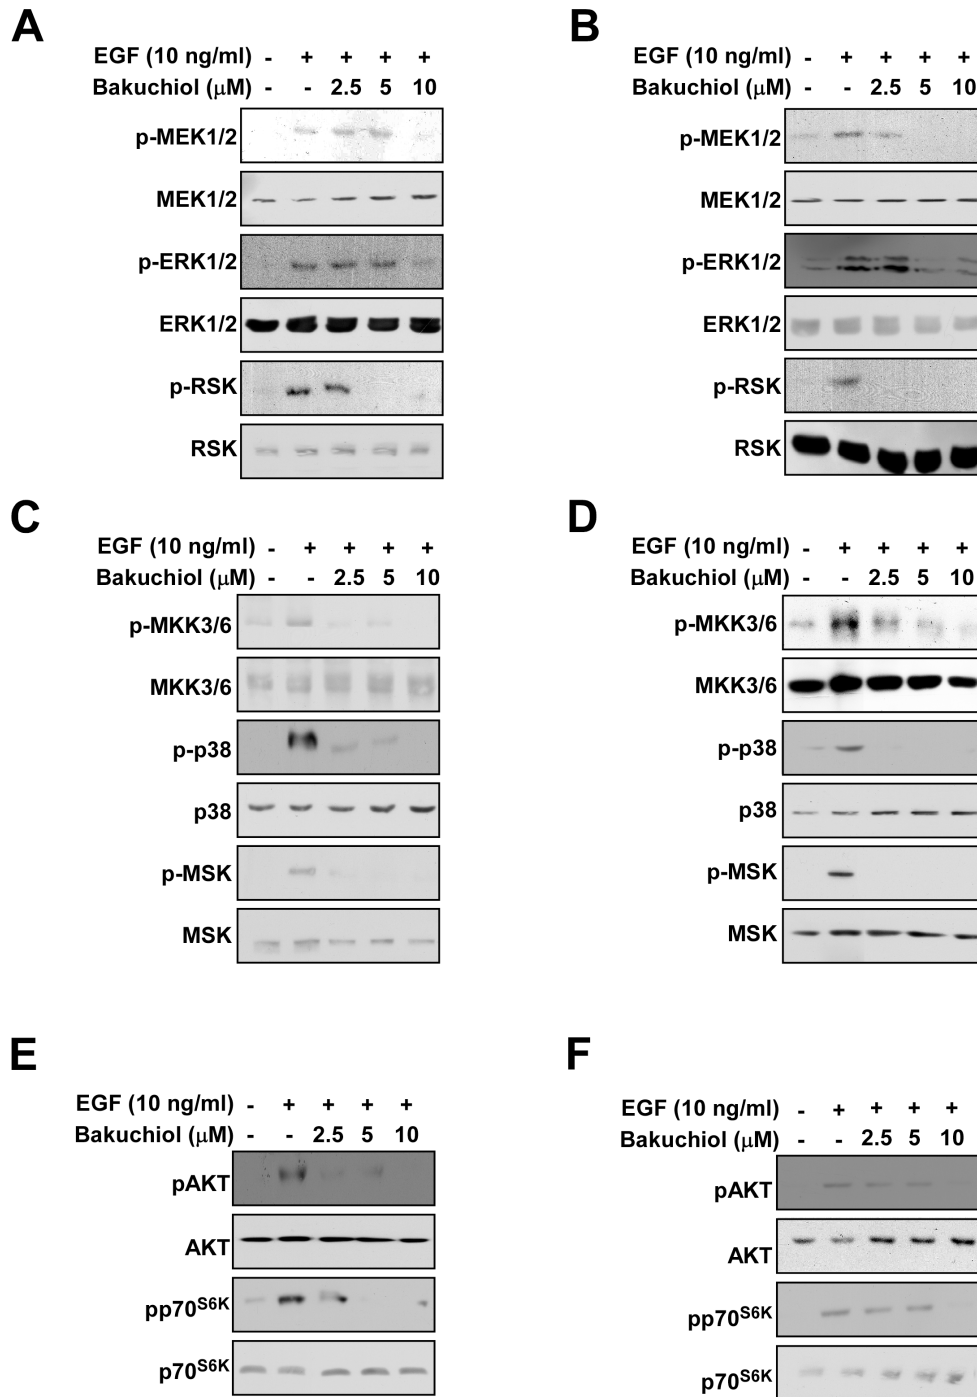 A
EGF (10 ng/ml) - + + + +
Bakuchiol (μM) - - 2.5 5 10
p-MEK1/2
MEK1/2
p-ERK1/2
ERK1/2
p-RSK
RSK
B
EGF (10 ng/ml) - + + + +
Bakuchiol (μM) - - 2.5 5 10
p-MEK1/2
MEK1/2
p-ERK1/2
ERK1/2
p-RSK
RSK
C
EGF (10 ng/ml) - + + + +
Bakuchiol (μM) - - 2.5 5 10
p-MKK3/6
MKK3/6
p-p38
p38
p-MSK
MSK
D
EGF (10 ng/ml) - + + + +
Bakuchiol (μM) - - 2.5 5 10
p-MKK3/6
MKK3/6
p-p38
p38
p-MSK
MSK
E
EGF (10 ng/ml) - + + + +
Bakuchiol (μM) - - 2.5 5 10
pAKT
AKT
pp70S6K
p70S6K
F
EGF (10 ng/ml) - + + + +
Bakuchiol (μM) - - 2.5 5 10
pAKT
AKT
pp70S6K
p70S6K